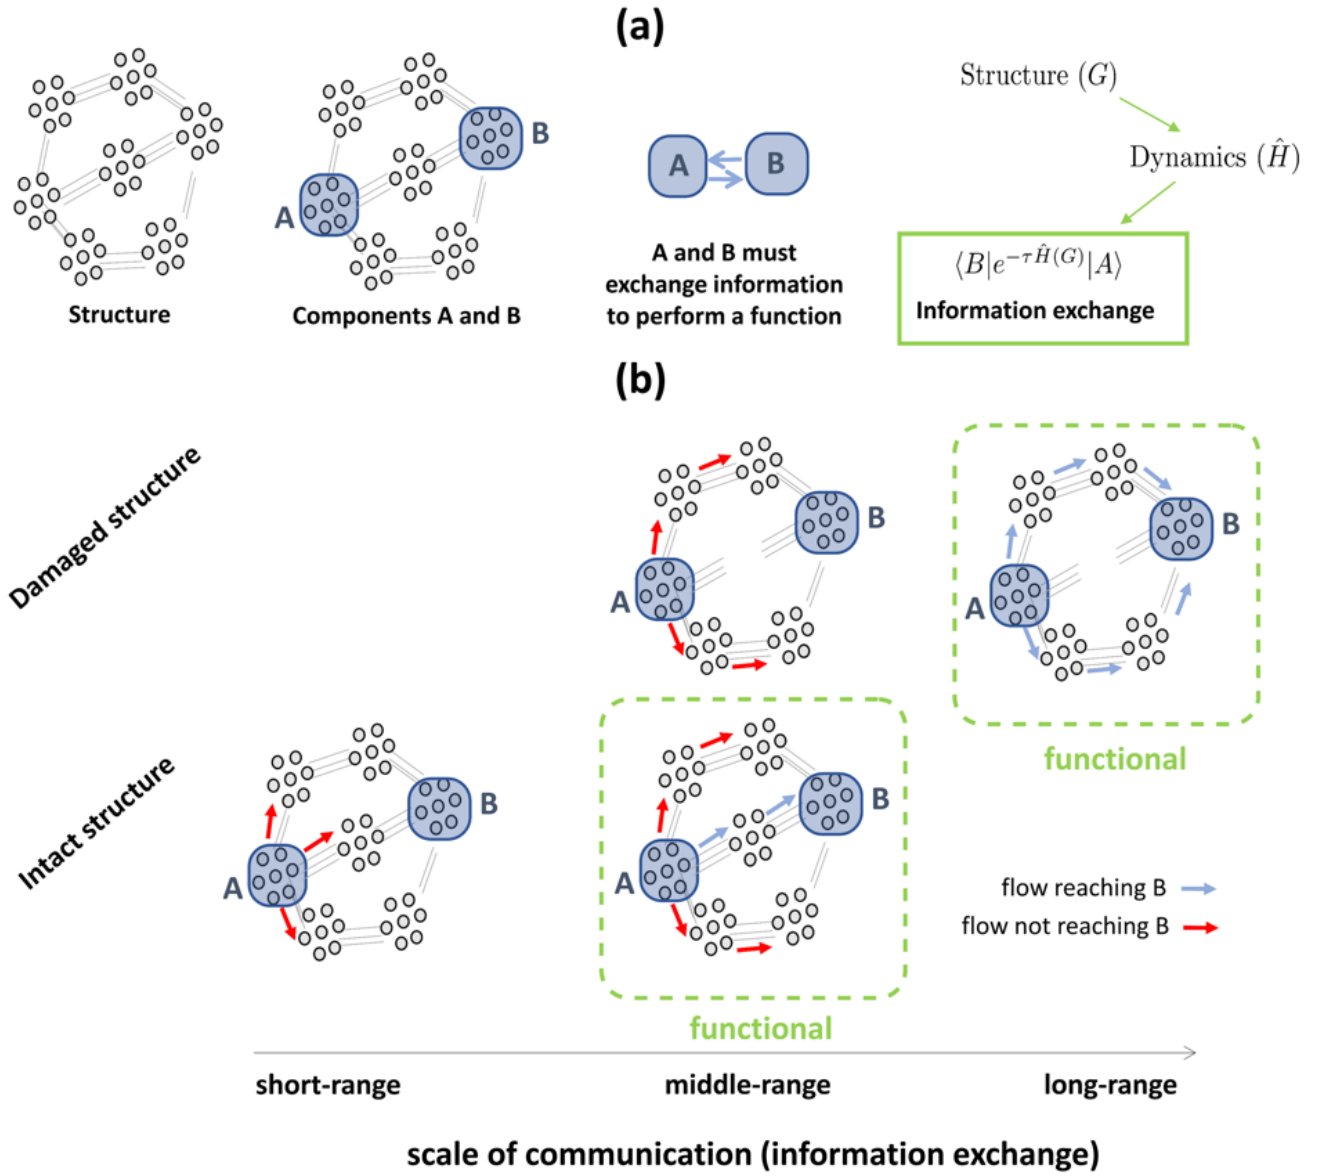 (a)
Structure (G)
Dynamics (Ĥ)
⟨B|e^{-τĤ(G)}|A⟩
Information exchange
A
B
A
B
A and B must
exchange information
to perform a function
Structure
Components A and B
(b)
Damaged structure
A
B
A
B
functional
Intact structure
A
B
A
B
functional
flow reaching B
flow not reaching B
short-range
middle-range
long-range
scale of communication (information exchange)